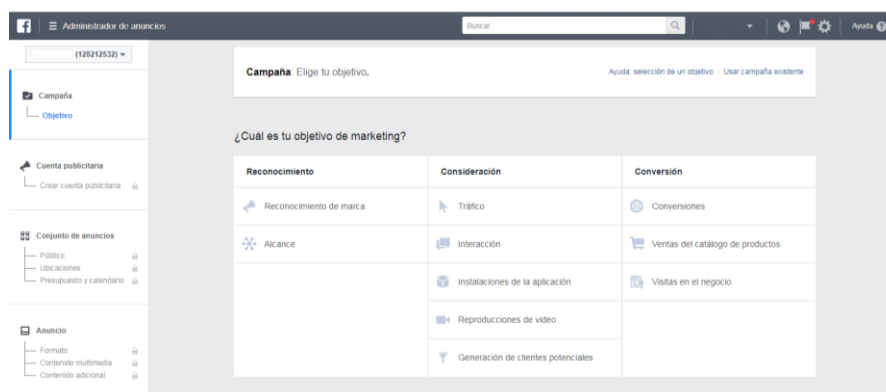 Administrador de anuncios
Buscar
Ayuda
(128212532)
Campaña
Objetivo
Cuenta publicitaria
Crear cuenta publicitaria
Conjunto de anuncios
Público
Ubicaciones
Presupuesto y calendario
Anuncio
Formato
Contenido multimedia
Contenido adicional
Campaña: Elige tu objetivo.
Ayuda: selección de un objetivo | Usar campaña existente
¿Cuál es tu objetivo de marketing?
Reconocimiento Consideración Conversión
Reconocimiento de marca Tráfico Conversiones
Alcance Interacción Ventas del catálogo de productos
Instalaciones de la aplicación Visitas en el negocio
Reproducciones de video
Generación de clientes potenciales